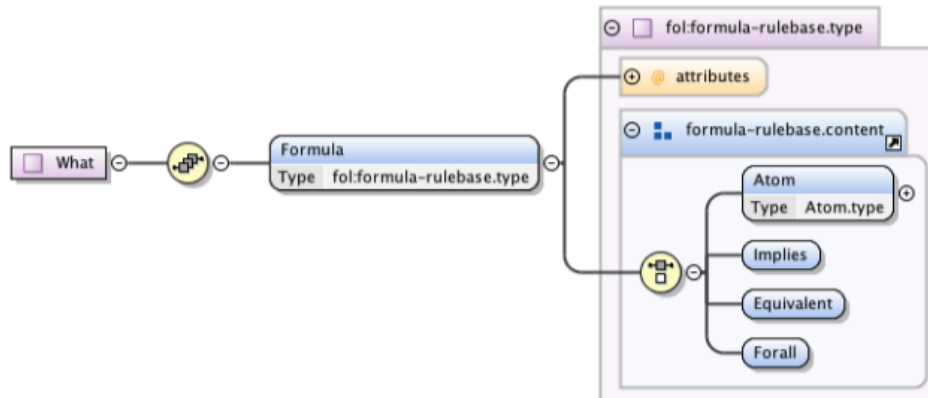 fol:formula-rulebase.type
@ attributes
formula-rulebase.content
What
Formula
Type fol:formula-rulebase.type
Atom
Type Atom.type
Implies
Equivalent
Forall